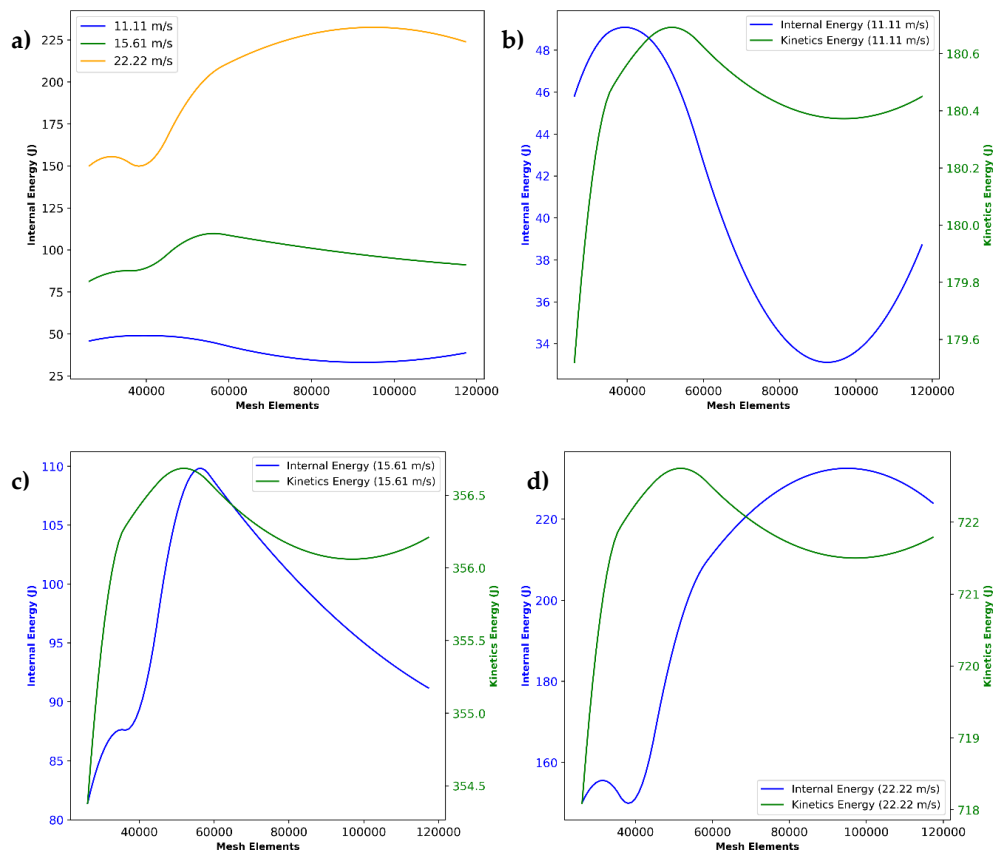 a)
11.11 m/s
15.61 m/s
22.22 m/s
225
200
175
150
125
100
75
50
25
Internal Energy (J)
40000 60000 80000 100000 120000
Mesh Elements
b)
Internal Energy (11.11 m/s)
Kinetics Energy (11.11 m/s)
48
46
44
42
40
38
36
34
Internal Energy (J)
180.6
180.4
180.2
180.0
179.8
179.6
Kinetics Energy (J)
40000 60000 80000 100000 120000
Mesh Elements
c)
Internal Energy (15.61 m/s)
Kinetics Energy (15.61 m/s)
110
105
100
95
90
85
80
Internal Energy (J)
356.5
356.0
355.5
355.0
354.5
Kinetics Energy (J)
40000 60000 80000 100000 120000
Mesh Elements
d)
220
200
180
160
Internal Energy (J)
722
721
720
719
718
Kinetics Energy (J)
Internal Energy (22.22 m/s)
Kinetics Energy (22.22 m/s)
40000 60000 80000 100000 120000
Mesh Elements